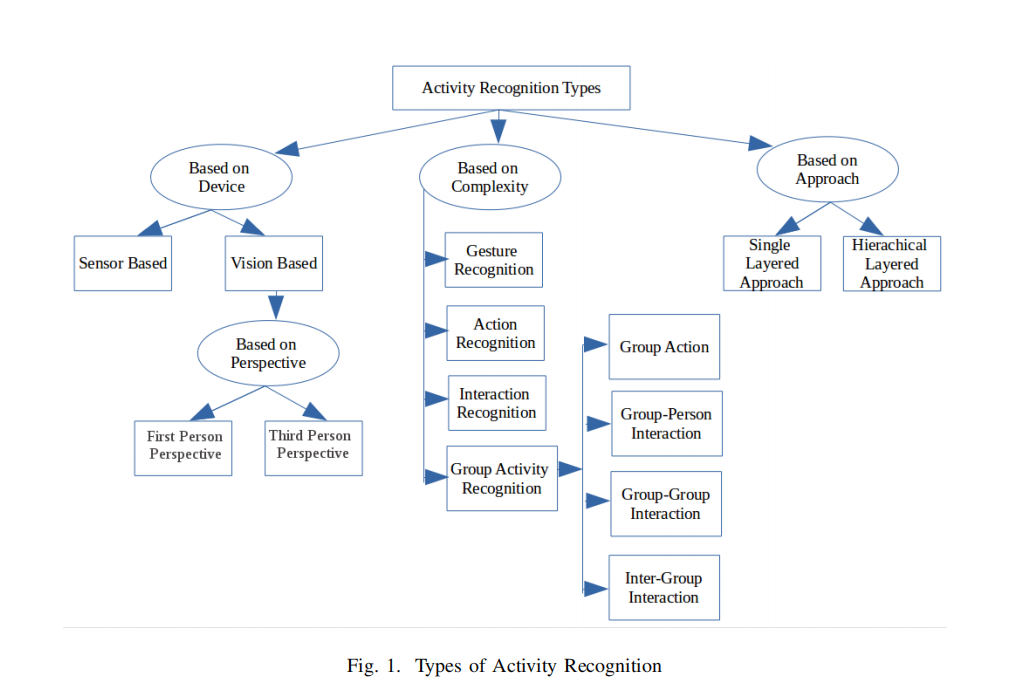 Activity Recognition Types
Based on
Device
Based on
Complexity
Based on
Approach
Sensor Based
Vision Based
Gesture
Recognition
Single
Layered
Approach
Hierachical
Layered
Approach
Based on
Perspective
Action
Recognition
Group Action
Interaction
Recognition
Group-Person
Interaction
First Person
Perspective
Third Person
Perspective
Group Activity
Recognition
Group-Group
Interaction
Inter-Group
Interaction
Fig. 1. Types of Activity Recognition